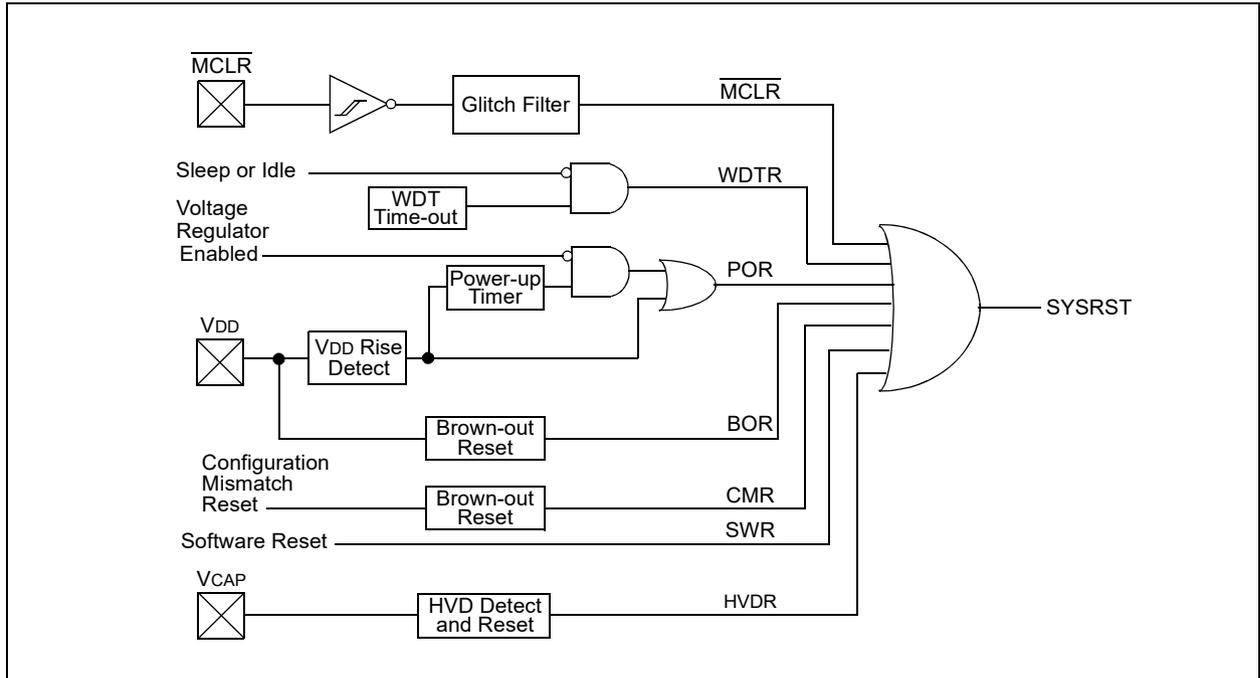 MCLR
Glitch Filter
MCLR
Sleep or Idle
WDT
Time-out
WDTR
Voltage
Regulator
Enabled
Power-up
Timer
POR
VDD
VDD Rise
Detect
SYSRST
Brown-out
Reset
BOR
Configuration
Mismatch
Reset
Brown-out
Reset
CMR
Software Reset
SWR
VCAP
HVD Detect
and Reset
HVDR